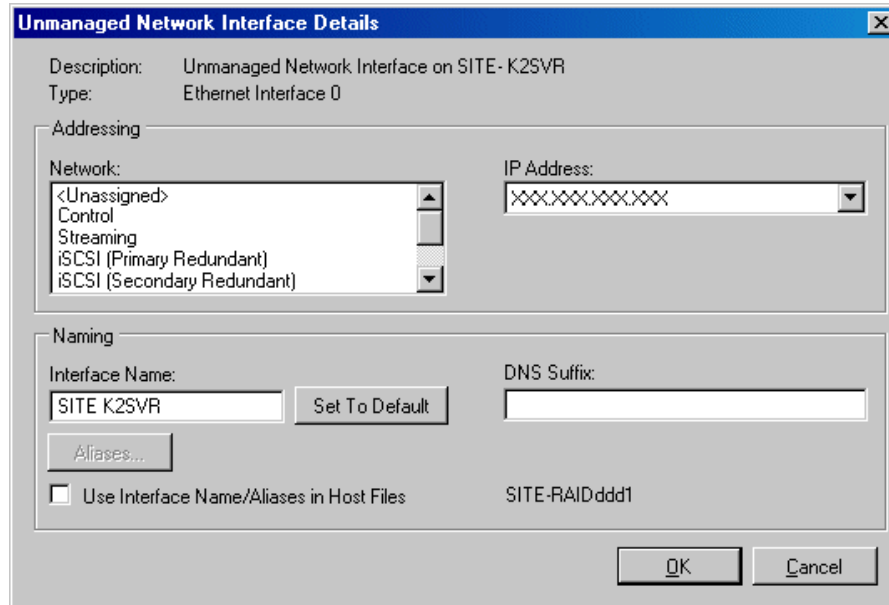 Unmanaged Network Interface Details
Description: Unmanaged Network Interface on SITE- K2SVR
Type: Ethernet Interface 0
Addressing
Network:
<Unassigned>
Control
Streaming
iSCSI (Primary Redundant)
iSCSI (Secondary Redundant)
IP Address:
XXX.XXX.XXX.XXX
Naming
Interface Name:
SITE K2SVR
Set To Default
DNS Suffix:
Aliases...
Use Interface Name/Aliases in Host Files
SITE-RAIDddd1
OK
Cancel